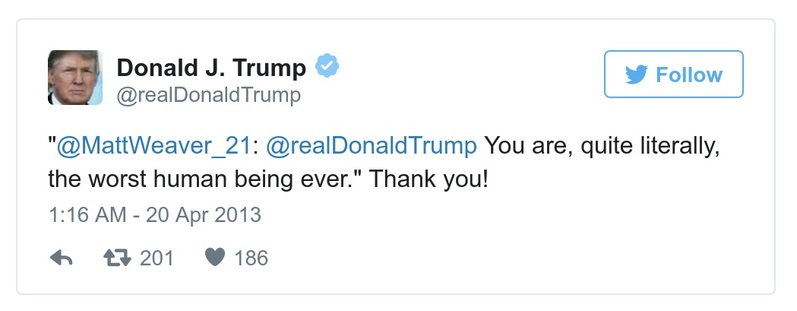 Donald J. Trump
@realDonaldTrump
Follow
"@MattWeaver_21: @realDonaldTrump You are, quite literally,
the worst human being ever." Thank you!
1:16 AM - 20 Apr 2013
201 186